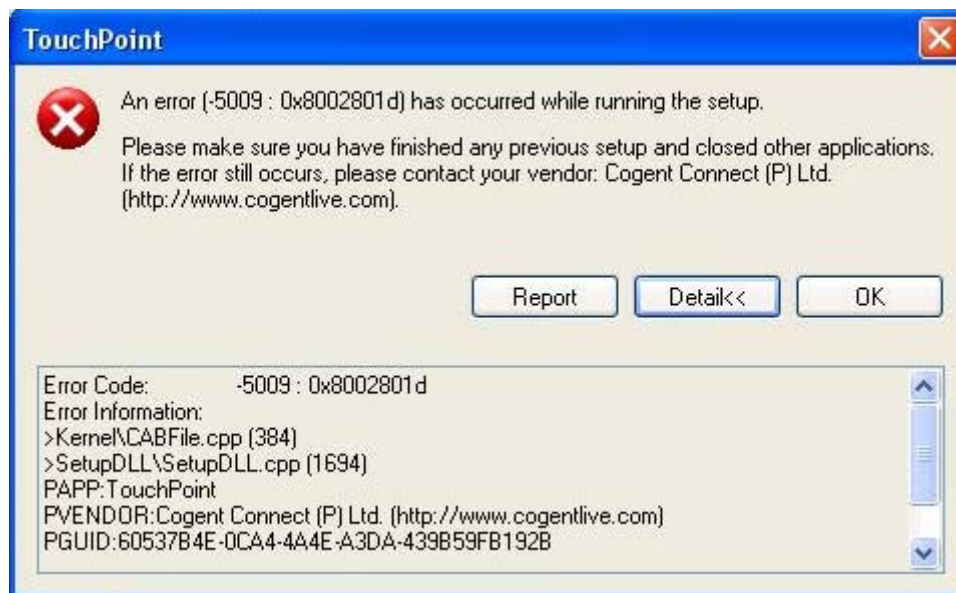 TouchPoint
An error (-5009 : 0x8002801d) has occurred while running the setup.
Please make sure you have finished any previous setup and closed other applications.
If the error still occurs, please contact your vendor: Cogent Connect (P) Ltd.
(http://www.cogentlive.com).
Report Detail<< OK
Error Code: -5009 : 0x8002801d
Error Information:
>Kernel\CABFile.cpp (384)
>SetupDLL\SetupDLL.cpp (1694)
PAPP:TouchPoint
PVENDOR:Cogent Connect (P) Ltd. (http://www.cogentlive.com)
PGUID:60537B4E-0CA4-4A4E-A3DA-439B59FB192B